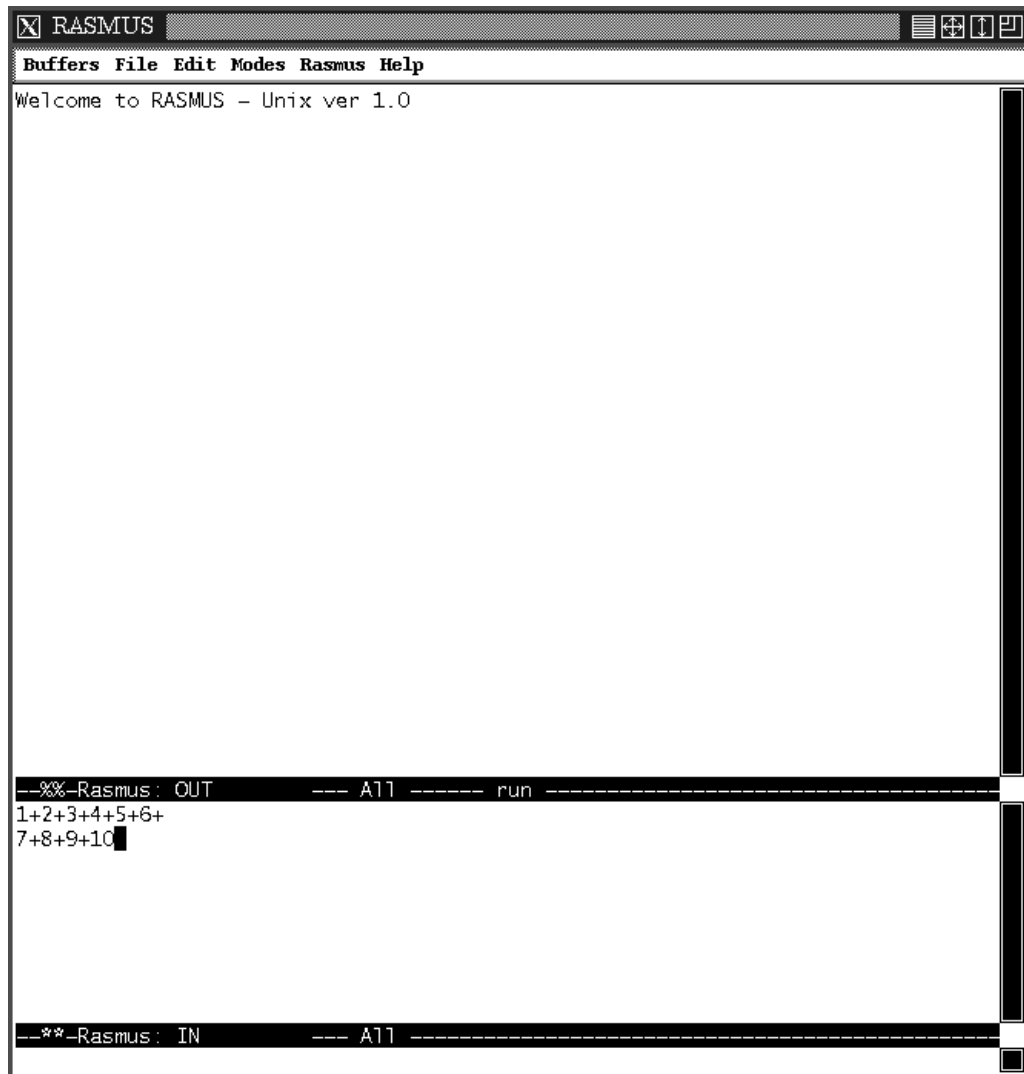 X RASMUS
Buffers File Edit Modes Rasmus Help
Welcome to RASMUS – Unix ver 1.0
--%%-Rasmus: OUT --- All ------ run -------------------------------------
1+2+3+4+5+6+
7+8+9+10
--**-Rasmus: IN --- All ------------------------------------------------